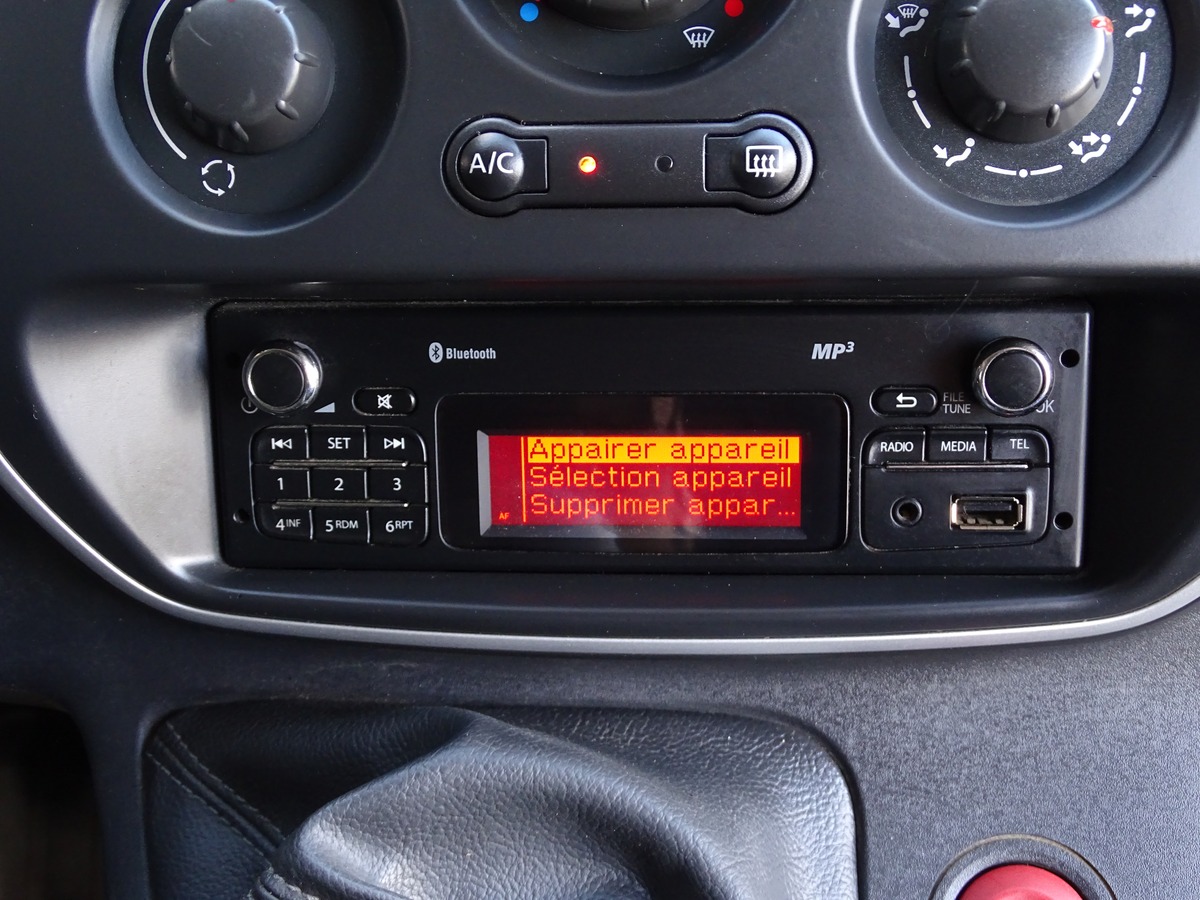 A/C
Bluetooth
MP3
FILE
TUNE
OK
SET
1
2
3
4INF
5RDM
6RPT
Appairer appareil
Sélection appareil
Supprimer appar...
AF
RADIO
MEDIA
TEL